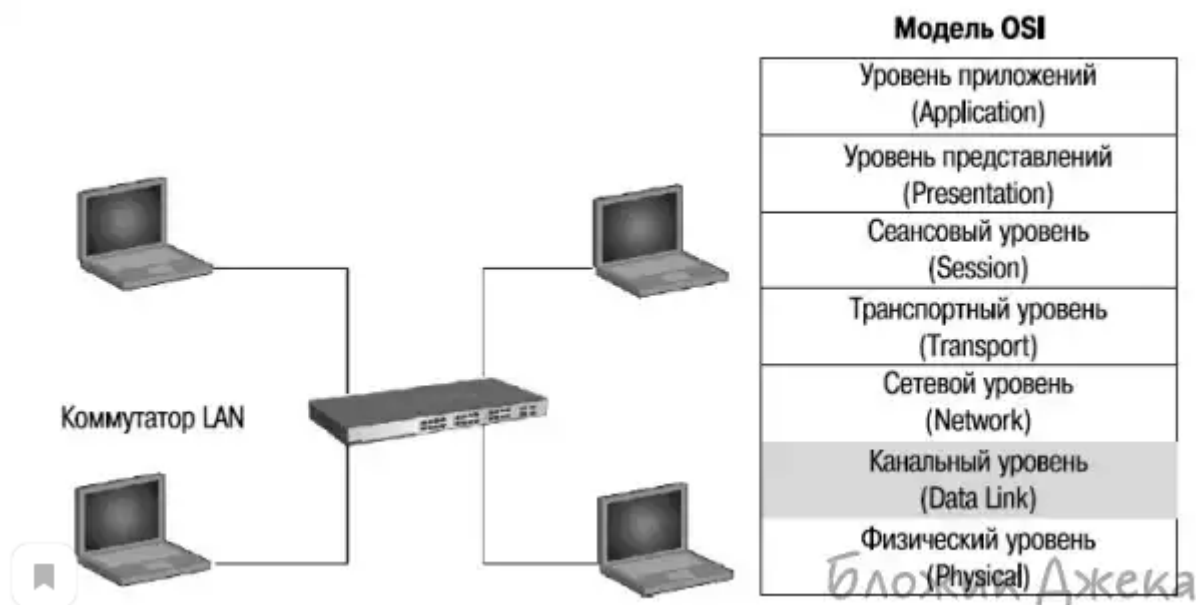 Модель OSI
Уровень приложений
(Application)
Уровень представлений
(Presentation)
Сеансовый уровень
(Session)
Транспортный уровень
(Transport)
Сетевой уровень
(Network)
Канальный уровень
(Data Link)
Физический уровень
(Physical)
Коммутатор LAN
Бложик Джека